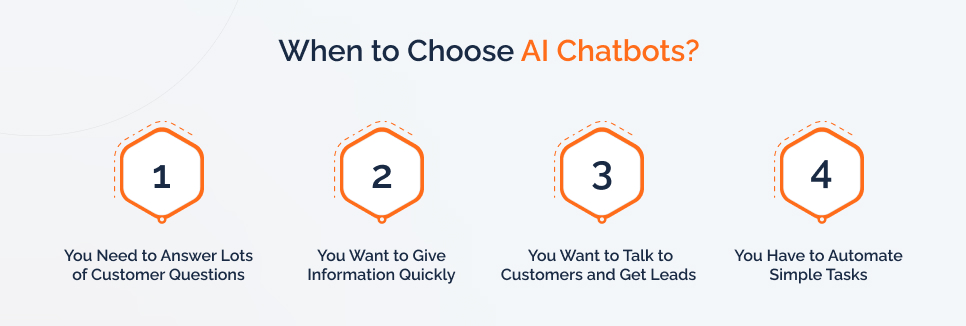 When to Choose AI Chatbots?
1
You Need to Answer Lots
of Customer Questions
2
You Want to Give
Information Quickly
3
You Want to Talk to
Customers and Get Leads
4
You Have to Automate
Simple Tasks